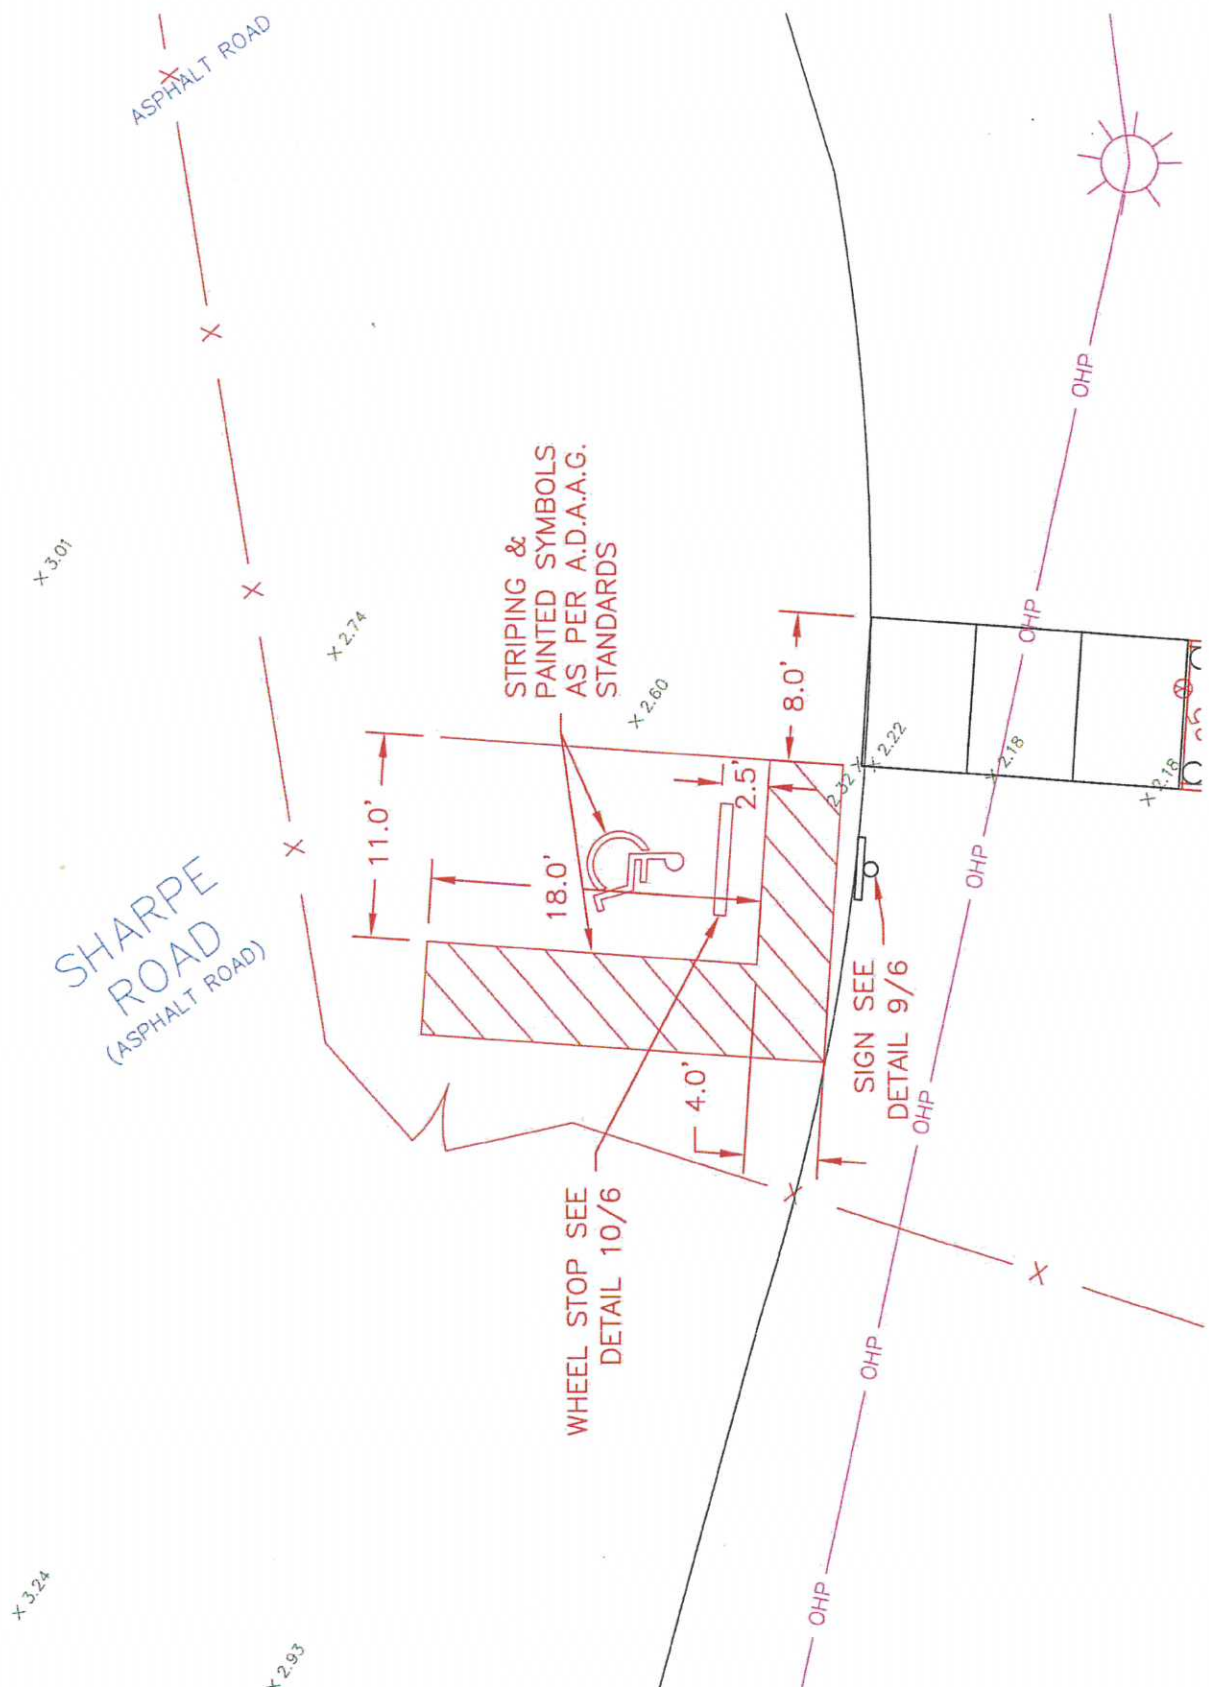 ASPHALT ROAD
X
X
X
X
SHARPE
ROAD
(ASPHALT ROAD)
X 3.01
X 2.74
X 2.60
X 3.24
X 2.93
STRIPING &
PAINTED SYMBOLS
AS PER A.D.A.A.G.
STANDARDS
11.0'
18.0'
2.5'
8.0'
4.0'
2.32 X
X 2.22
X 2.18
X 2.18
WHEEL STOP SEE
DETAIL 10/6
SIGN SEE
DETAIL 9/6
X
X
OHP
OHP
OHP
OHP
OHP
OHP